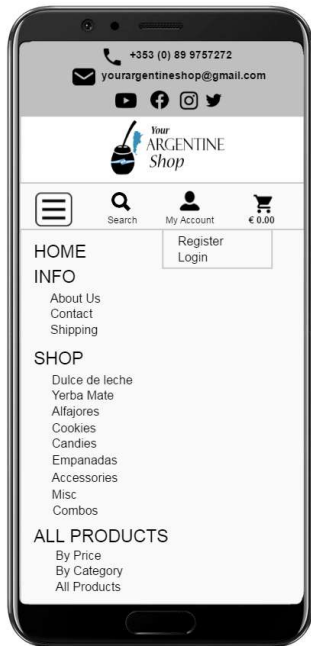 +353 (0) 89 9757272
yourargentineshop@gmail.com
Your
ARGENTINE
Shop
Search
My Account
€ 0.00
Register
Login
HOME
INFO
About Us
Contact
Shipping
SHOP
Dulce de leche
Yerba Mate
Alfajores
Cookies
Candies
Empanadas
Accessories
Misc
Combos
ALL PRODUCTS
By Price
By Category
All Products